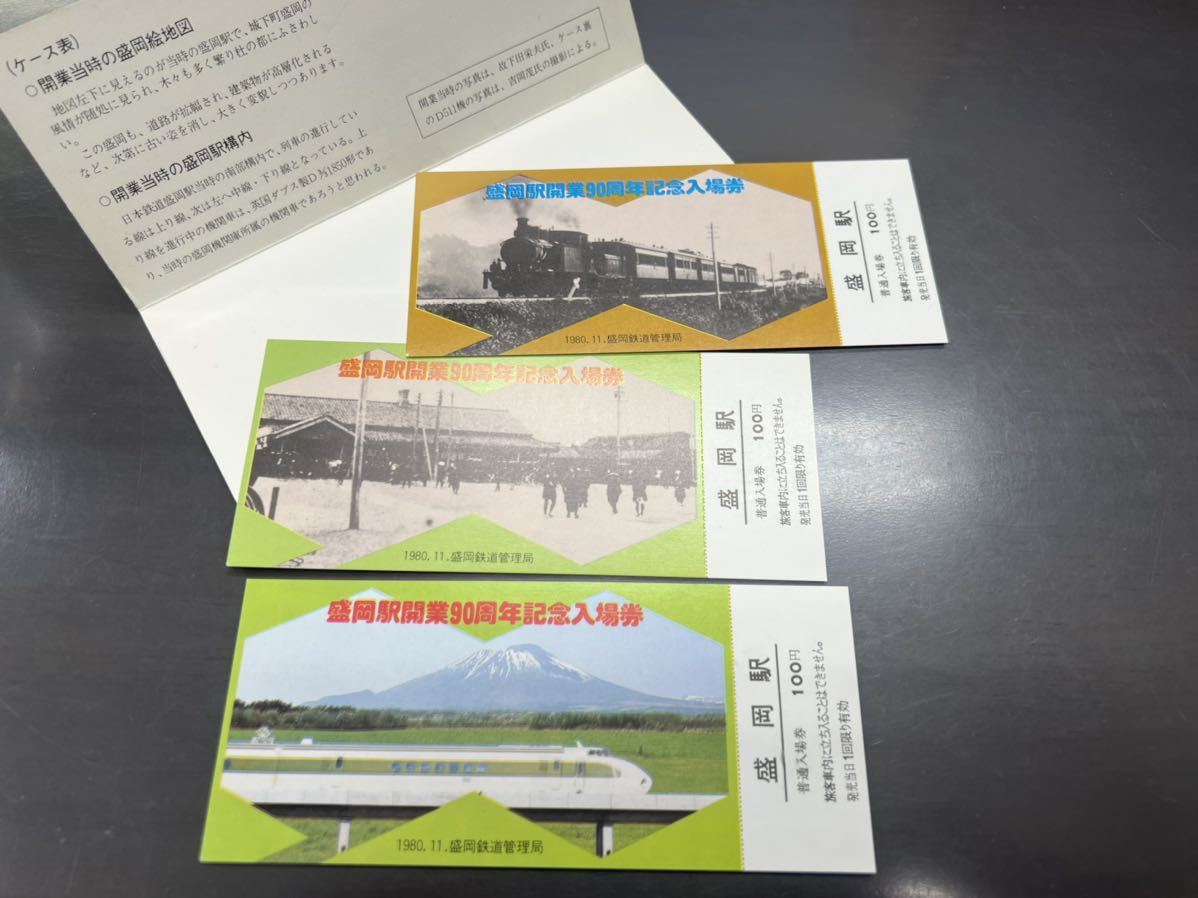 (ケース表)
○開業当時の盛岡絵地図
地図左下に見えるのが当時の盛岡駅で、城下町盛岡の
風情が随処に見られ、木々も多く繁り杜の都にふさわし
い。
この盛岡も、道路が拡幅され、建築物が高層化される
など、次第に古い姿を消し、大きく変貌しつつあります。
○開業当時の盛岡駅構内
日本鉄道盛岡駅当時の南部構内で、列車の進行してい
る線は上り線、次は左へ中線・下り線となっている。上
り線を進行中の機関車は、英国ダブス製D⅔1850形であ
り、当時の盛岡機関庫所属の機関車であろうと思われる。
開業当時の写真は、故下田栄夫氏、ケース裏
のD511機の写真は、吉岡茂氏の撮影による。
盛岡駅開業90周年記念入場券
1980.11.盛岡鉄道管理局
盛岡駅
普通入場券 100円
旅客車内に立ち入ることはできません。
発売当日1回限り有効
盛岡駅開業90周年記念入場券
1980.11.盛岡鉄道管理局
盛岡駅
普通入場券 100円
旅客車内に立ち入ることはできません。
発売当日1回限り有効
盛岡駅開業90周年記念入場券
1980.11.盛岡鉄道管理局
盛岡駅
普通入場券 100円
旅客車内に立ち入ることはできません。
発売当日1回限り有効